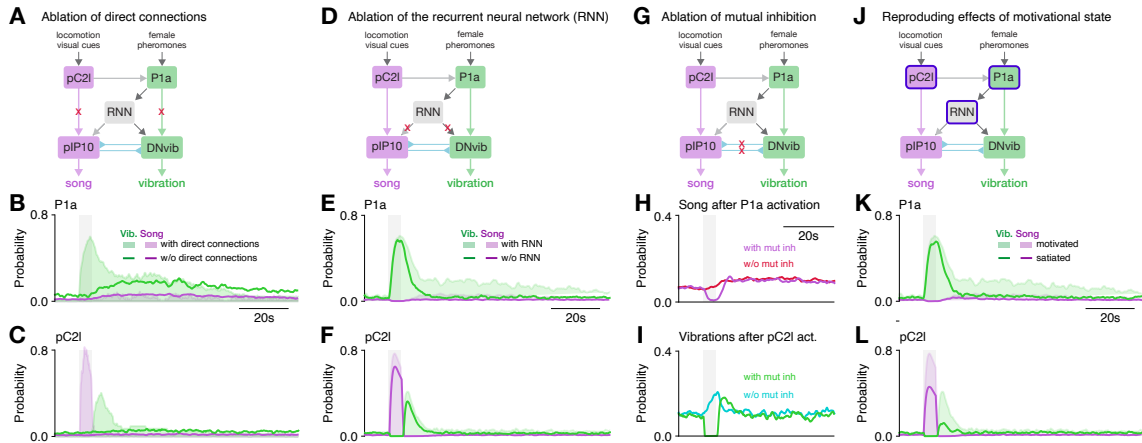 A Ablation of direct connections
locomotion
visual cues
female
pheromones
pC2l
P1a
x
x
RNN
pIP10
DNvib
song
vibration
B P1a
0.8
Probability
0.0
Vib. Song
with direct connections
w/o direct connections
20s
C pC2l
0.8
Probability
0.0
D Ablation of the recurrent neural network (RNN)
locomotion
visual cues
female
pheromones
pC2l
P1a
RNN
x
x
pIP10
DNvib
song
vibration
E P1a
0.8
Probability
0.0
Vib. Song
with RNN
w/o RNN
20s
F pC2l
0.8
Probability
0.0
G Ablation of mutual inhibition
locomotion
visual cues
female
pheromones
pC2l
P1a
RNN
pIP10
x
x
DNvib
song
vibration
H Song after P1a activation
0.4
Probability
0.0
20s
with mut inh
w/o mut inh
I Vibrations after pC2l act.
0.4
Probability
0.0
with mut inh
w/o mut inh
J Reproduding effects of motivational state
locomotion
visual cues
female
pheromones
pC2l
P1a
RNN
pIP10
DNvib
song
vibration
K P1a
0.8
Probability
0.0
Vib. Song
motivated
satiated
20s
L pC2l
0.8
Probability
0.0